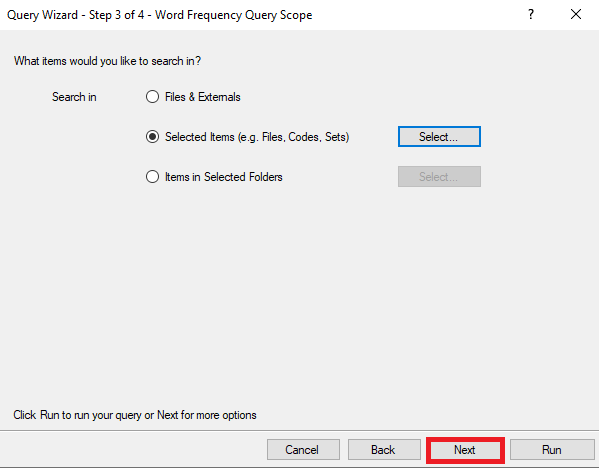 Query Wizard - Step 3 of 4 - Word Frequency Query Scope ?
What items would you like to search in?
Search in Files & Externals
Selected Items (e.g. Files, Codes, Sets) Select...
Items in Selected Folders Select...
Click Run to run your query or Next for more options
Cancel Back Next Run